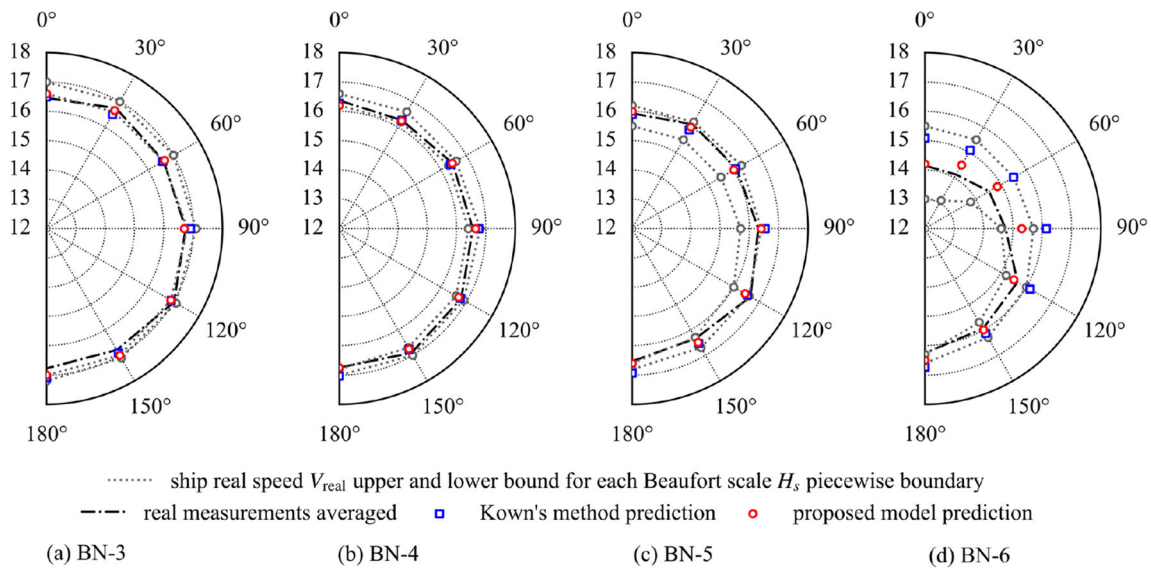 0° 0° 0° 0°
18 30° 18 30° 18 30° 18 30°
17 17 17 17
16 60° 16 60° 16 60° 16 60°
15 15 15 15
14 14 14 14
13 13 13 13
12 90° 12 90° 12 90° 12 90°
120° 120° 120° 120°
150° 150° 150° 150°
180° 180° 180° 180°
ship real speed Vreal upper and lower bound for each Beaufort scale Hs piecewise boundary
real measurements averaged Kown's method prediction proposed model prediction
(a) BN-3 (b) BN-4 (c) BN-5 (d) BN-6